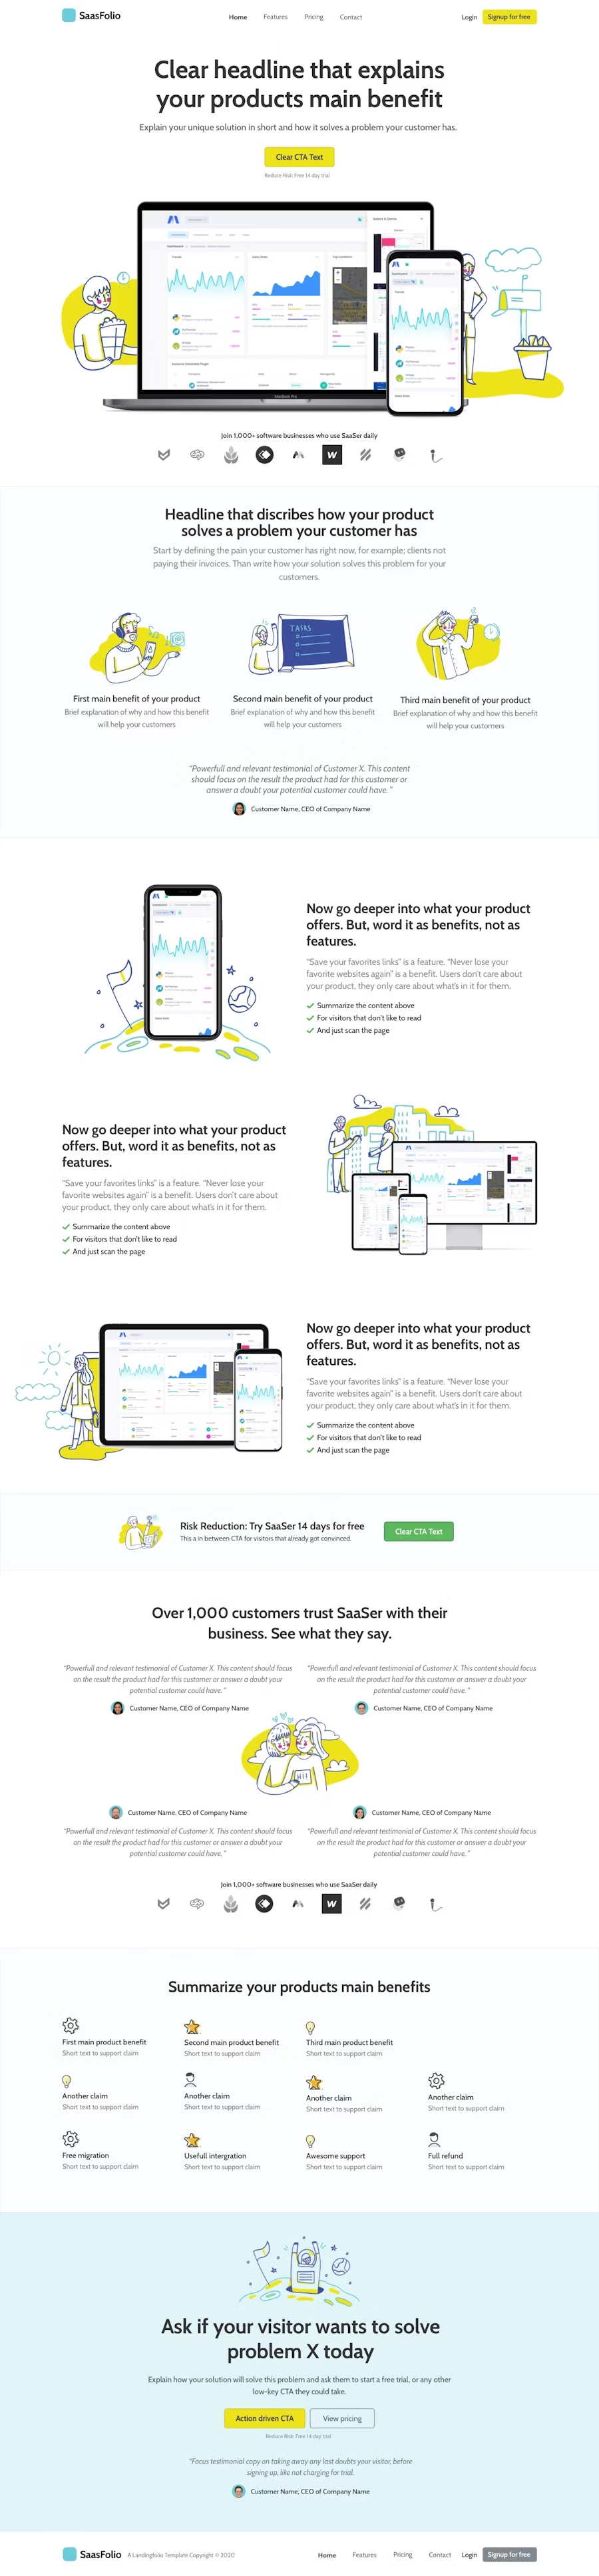 SaasFolio
Home Features Pricing Contact
Login Signup for free
Clear headline that explains
your products main benefit
Explain your unique solution in short and how it solves a problem your customer has.
Clear CTA Text
Reduce Risk: Free 14 day trial
MacBook Pro
Join 1,000+ software businesses who use SaaSer daily
Headline that discribes how your product
solves a problem your customer has
Start by defining the pain your customer has right now, for example; clients not
paying their invoices. Than write how your solution solves this problem for your
customers.
TASKS
First main benefit of your product
Brief explanation of why and how this benefit
will help your customers
Second main benefit of your product
Brief explanation of why and how this benefit
will help your customers
Third main benefit of your product
Brief explanation of why and how this benefit
will help your customers
"Powerfull and relevant testimonial of Customer X. This content
should focus on the result the product had for this customer or
answer a doubt your potential customer could have. "
Customer Name, CEO of Company Name
Now go deeper into what your product
offers. But, word it as benefits, not as
features.
"Save your favorites links" is a feature. "Never lose your
favorite websites again" is a benefit. Users don't care about
your product, they only care about what's in it for them.
Summarize the content above
For visitors that don't like to read
And just scan the page
Now go deeper into what your product
offers. But, word it as benefits, not as
features.
"Save your favorites links" is a feature. "Never lose your
favorite websites again" is a benefit. Users don't care about
your product, they only care about what's in it for them.
Summarize the content above
For visitors that don't like to read
And just scan the page
Now go deeper into what your product
offers. But, word it as benefits, not as
features.
"Save your favorites links" is a feature. "Never lose your
favorite websites again" is a benefit. Users don't care about
your product, they only care about what's in it for them.
Summarize the content above
For visitors that don't like to read
And just scan the page
Risk Reduction: Try SaaSer 14 days for free
This a in between CTA for visitors that already got convinced.
Clear CTA Text
Over 1,000 customers trust SaaSer with their
business. See what they say.
"Powerfull and relevant testimonial of Customer X. This content should focus
on the result the product had for this customer or answer a doubt your
potential customer could have. "
Customer Name, CEO of Company Name
"Powerfull and relevant testimonial of Customer X. This content should focus
on the result the product had for this customer or answer a doubt your
potential customer could have. "
Customer Name, CEO of Company Name
HI!
Customer Name, CEO of Company Name
"Powerfull and relevant testimonial of Customer X. This content should focus
on the result the product had for this customer or answer a doubt your
potential customer could have. "
Customer Name, CEO of Company Name
"Powerfull and relevant testimonial of Customer X. This content should focus
on the result the product had for this customer or answer a doubt your
potential customer could have. "
Join 1,000+ software businesses who use SaaSer daily
Summarize your products main benefits
First main product benefit
Short text to support claim
Second main product benefit
Short text to support claim
Third main product benefit
Short text to support claim
Another claim
Short text to support claim
Another claim
Short text to support claim
Another claim
Short text to support claim
Another claim
Short text to support claim
Free migration
Short text to support claim
Usefull intergration
Short text to support claim
Awesome support
Short text to support claim
Full refund
Short text to support claim
Ask if your visitor wants to solve
problem X today
Explain how your solution will solve this problem and ask them to start a free trial, or any other
low-key CTA they could take.
Action driven CTA
View pricing
Reduce Risk: Free 14 day trial
"Focus testimonial copy on taking away any last doubts your visitor, before
signing up, like not charging for trial.
Customer Name, CEO of Company Name
SaasFolio A Landingfolio Template Copyright © 2020
Home Features Pricing Contact Login Signup for free